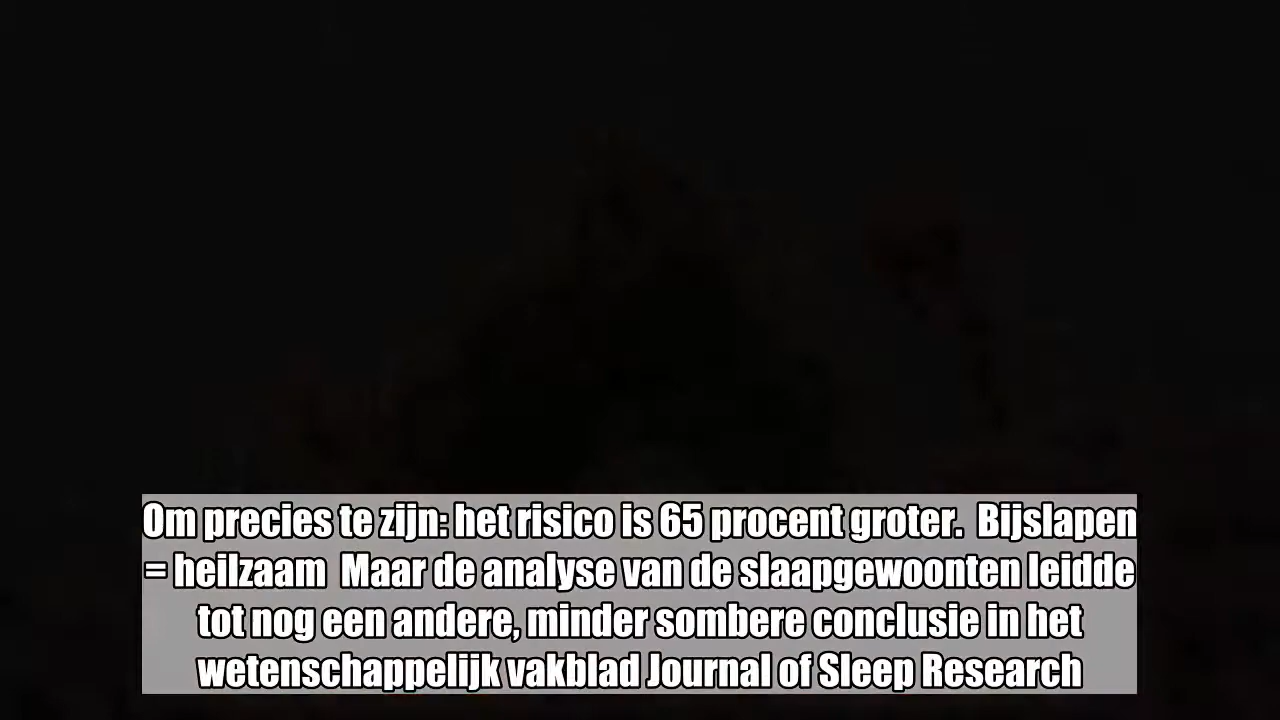 Om precies te zijn: het risico is 65 procent groter.  Bijslapen
= heilzaam  Maar de analyse van de slaapgewoonten leidde
tot nog een andere, minder sombere conclusie in het
wetenschappelijk vakblad Journal of Sleep Research